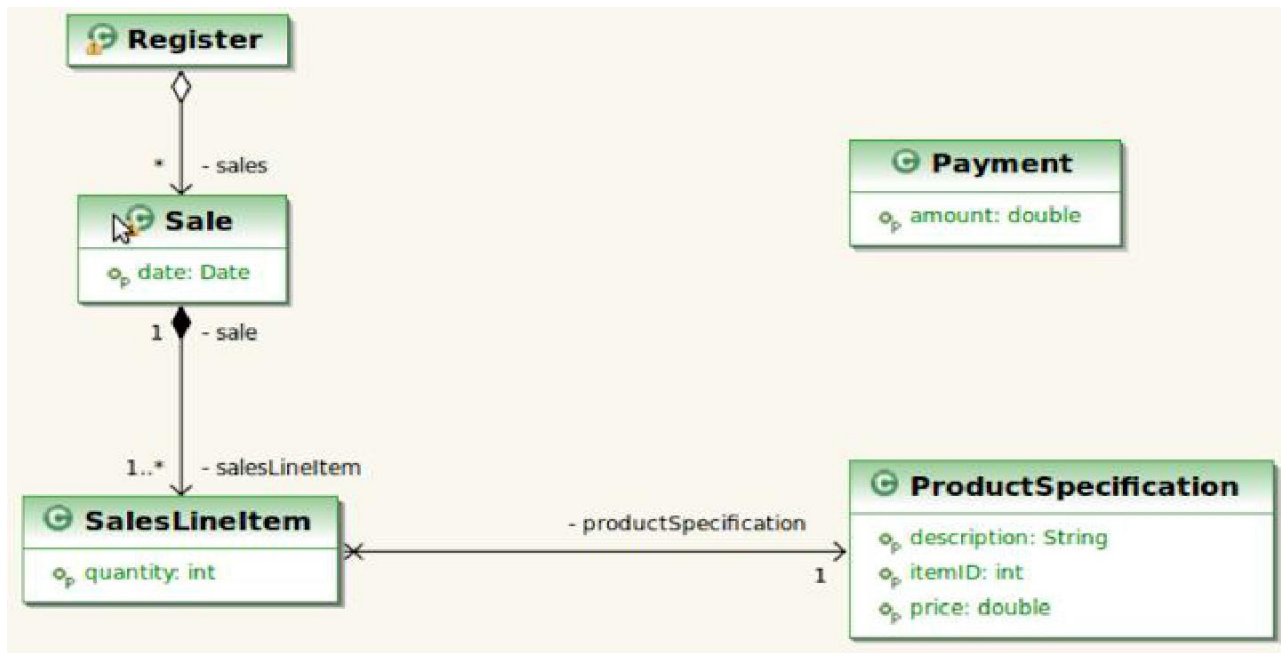 Register
* - sales
Sale
date: Date
1 - sale
1..* - salesLineItem
SalesLineItem
quantity: int
- productSpecification
1
Payment
amount: double
ProductSpecification
description: String
itemID: int
price: double